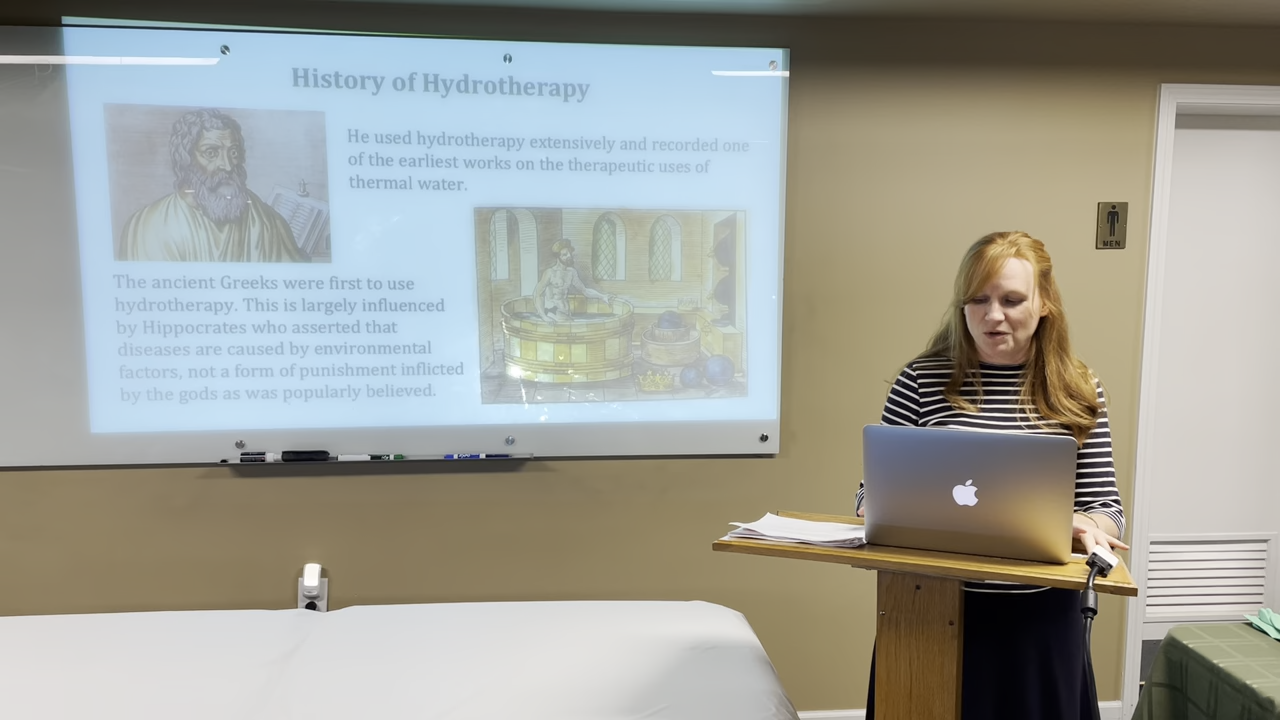 History of Hydrotherapy
He used hydrotherapy extensively and recorded one
of the earliest works on the therapeutic uses of
thermal water.
The ancient Greeks were first to use
hydrotherapy. This is largely influenced
by Hippocrates who asserted that
diseases are caused by environmental
factors, not a form of punishment inflicted
by the gods as was popularly believed.
MEN